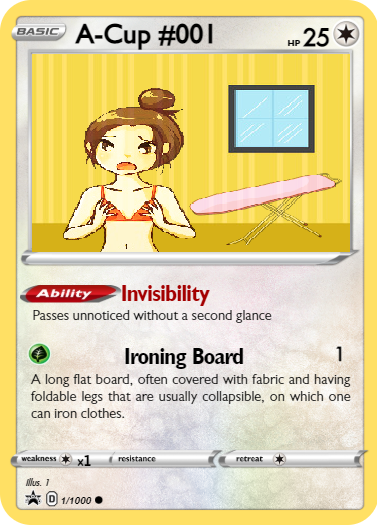 BASIC A-Cup #001 HP 25
Ability Invisibility
Passes unnoticed without a second glance
Ironing Board 1
A long flat board, often covered with fabric and having
foldable legs that are usually collapsible, on which one
can iron clothes.
weakness x1 resistance retreat
Illus. 1
D 1/1000